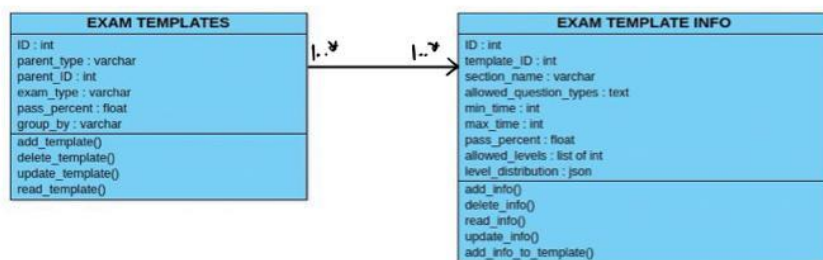 EXAM TEMPLATES
ID : int
parent_type : varchar
parent_ID : int
exam_type : varchar
pass_percent : float
group_by : varchar
add_template()
delete_template()
update_template()
read_template()
1..*
1..*
EXAM TEMPLATE INFO
ID : int
template_ID : int
section_name : varchar
allowed_question_types : text
min_time : int
max_time : int
pass_percent : float
allowed_levels : list of int
level_distribution : json
add_info()
delete_info()
read_info()
update_info()
add_info_to_template()